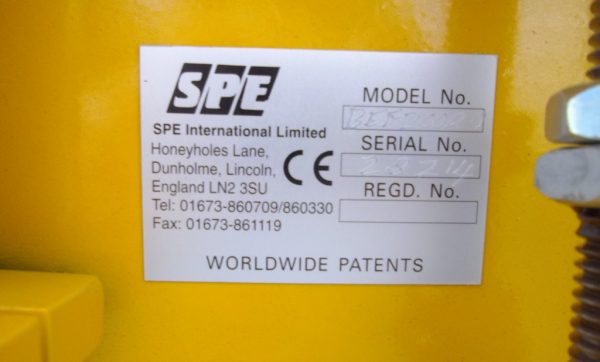 SPE
SPE International Limited
Honeyholes Lane,
Dunholme, Lincoln,
England LN2 3SU
Tel: 01673-860709/860330
Fax: 01673-861119
CE
MODEL No.
SERIAL No.
REGD. No.
WORLDWIDE PATENTS